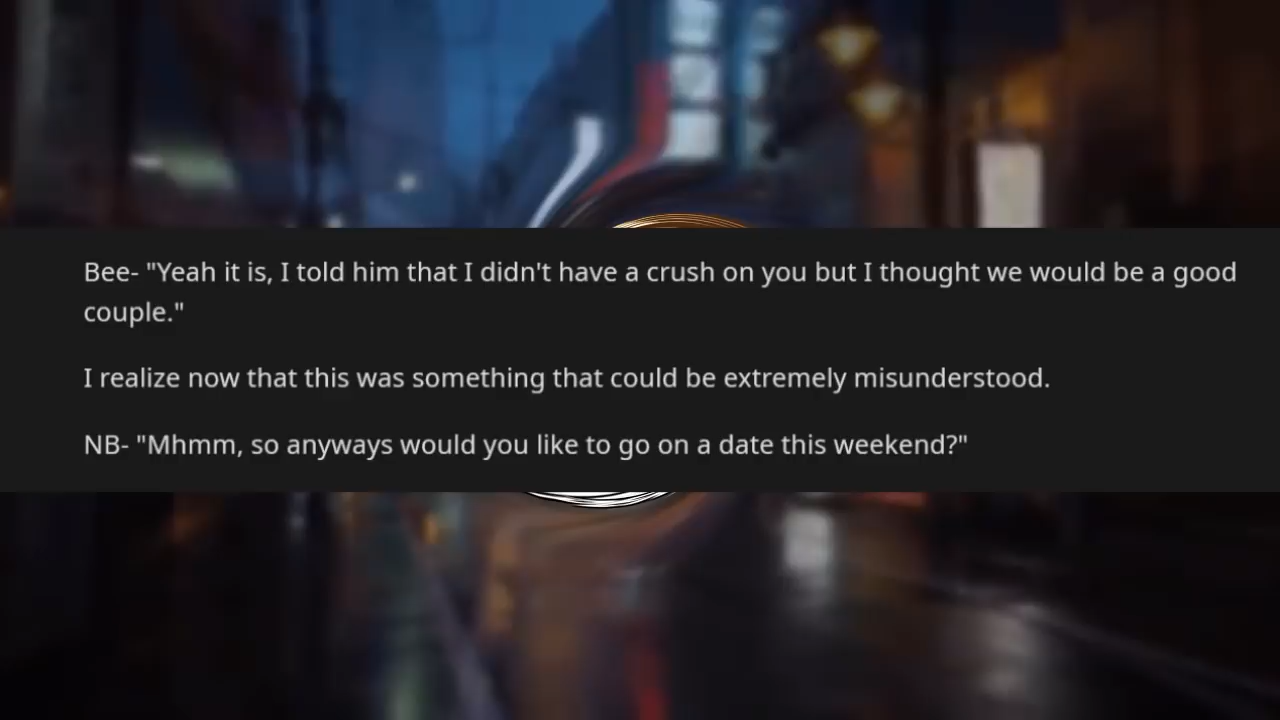 Bee- "Yeah it is, I told him that I didn't have a crush on you but I thought we would be a good
couple."
I realize now that this was something that could be extremely misunderstood.
NB- "Mhmm, so anyways would you like to go on a date this weekend?"